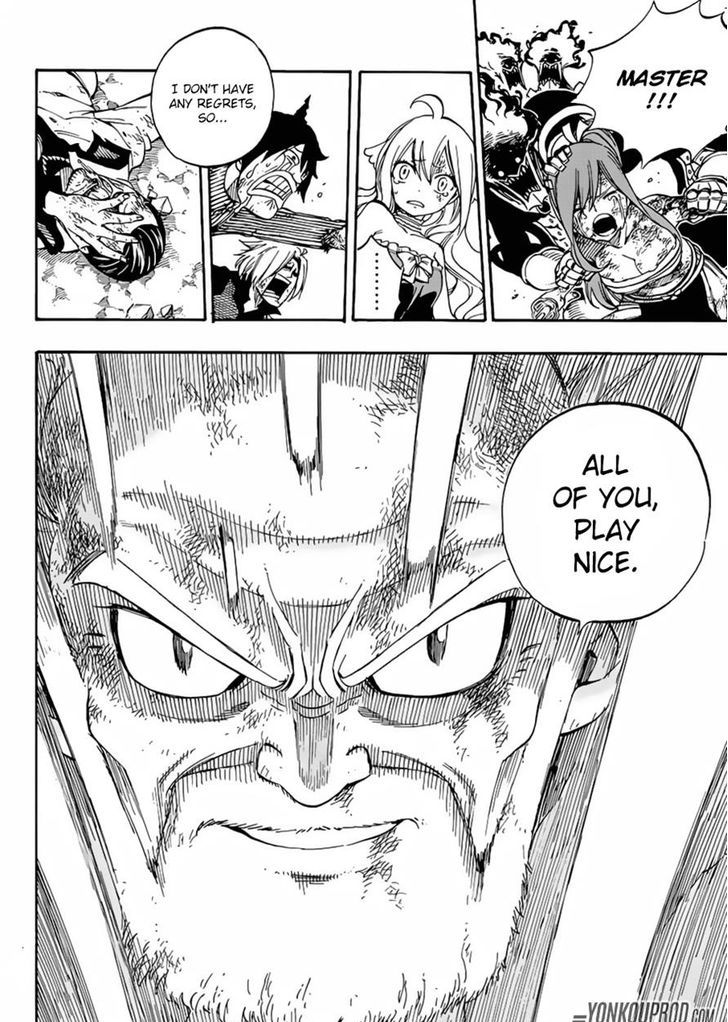 MASTER
!!!
.......
I DON'T HAVE
ANY REGRETS,
SO...
ALL
OF YOU,
PLAY
NICE.
=YONKOUPROD.COM